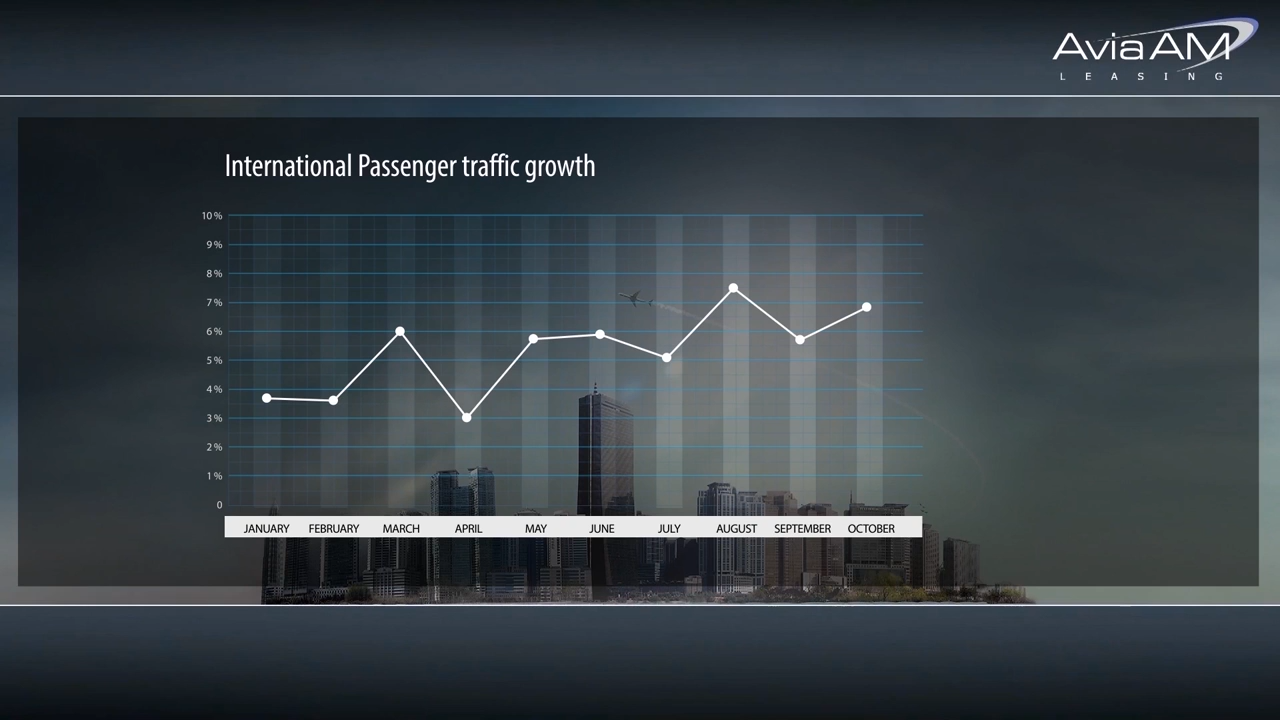 AviaAM
LEASING
International Passenger traffic growth
10 %
9 %
8 %
7 %
6 %
5 %
4 %
3 %
2 %
1 %
0
JANUARY FEBRUARY MARCH APRIL MAY JUNE JULY AUGUST SEPTEMBER OCTOBER